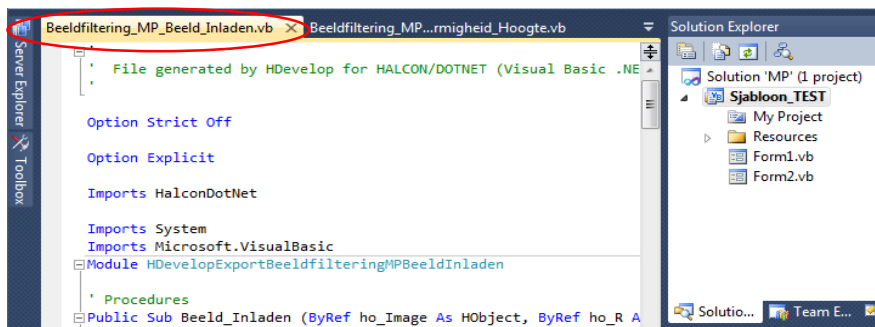 Beeldfiltering_MP_Beeld_Inladen.vb
Beeldfiltering_MP...rmigheid_Hoogte.vb
Solution Explorer
Server Explorer
Toolbox
'
' File generated by HDevelop for HALCON/DOTNET (Visual Basic .NE
'
Option Strict Off
Option Explicit
Imports HalconDotNet
Imports System
Imports Microsoft.VisualBasic
Module HDevelopExportBeeldfilteringMPBeeldInladen
' Procedures
Public Sub Beeld_Inladen (ByRef ho_Image As HObject, ByRef ho_R A
Solution 'MP' (1 project)
Sjabloon_TEST
My Project
Resources
Form1.vb
Form2.vb
Solutio...
Team E...